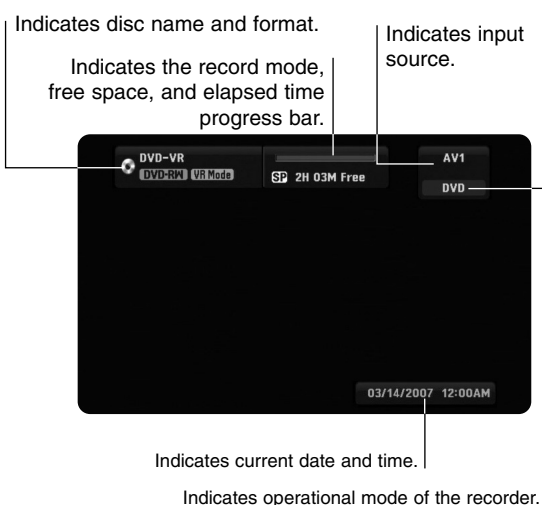 Indicates disc name and format.
Indicates input
source.
Indicates the record mode,
free space, and elapsed time
progress bar.
DVD-VR
DVD-RW VR Mode
SP 2H 03M Free
AV1
DVD
03/14/2007 12:00AM
Indicates current date and time.
Indicates operational mode of the recorder.